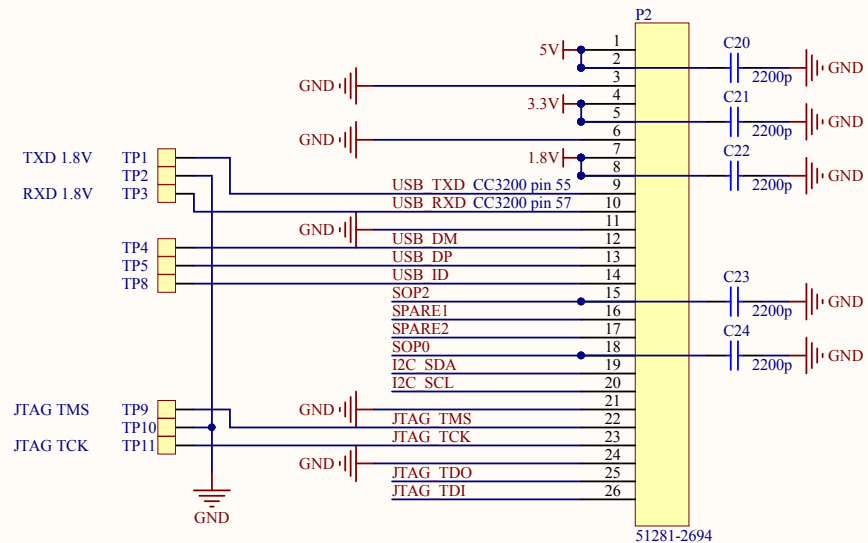 P2
1
C20
5V
2
2200p
GND
GND
3
C21
3.3V
4
5
2200p
GND
GND
6
C22
TXD 1.8V
TP1
1.8V
7
TP2
8
2200p
GND
RXD 1.8V
TP3
USB_TXD CC3200 pin 55
9
USB_RXD CC3200 pin 57
10
GND
11
TP4
USB_DM
12
TP5
USB_DP
13
TP8
USB_ID
14
C23
SOP2
15
2200p
GND
SPARE1
16
SPARE2
17
C24
SOP0
18
2200p
GND
I2C_SDA
19
I2C_SCL
20
JTAG TMS
TP9
GND
21
TP10
JTAG_TMS
22
JTAG TCK
TP11
JTAG_TCK
23
GND
24
JTAG_TDO
25
JTAG_TDI
26
GND
51281-2694